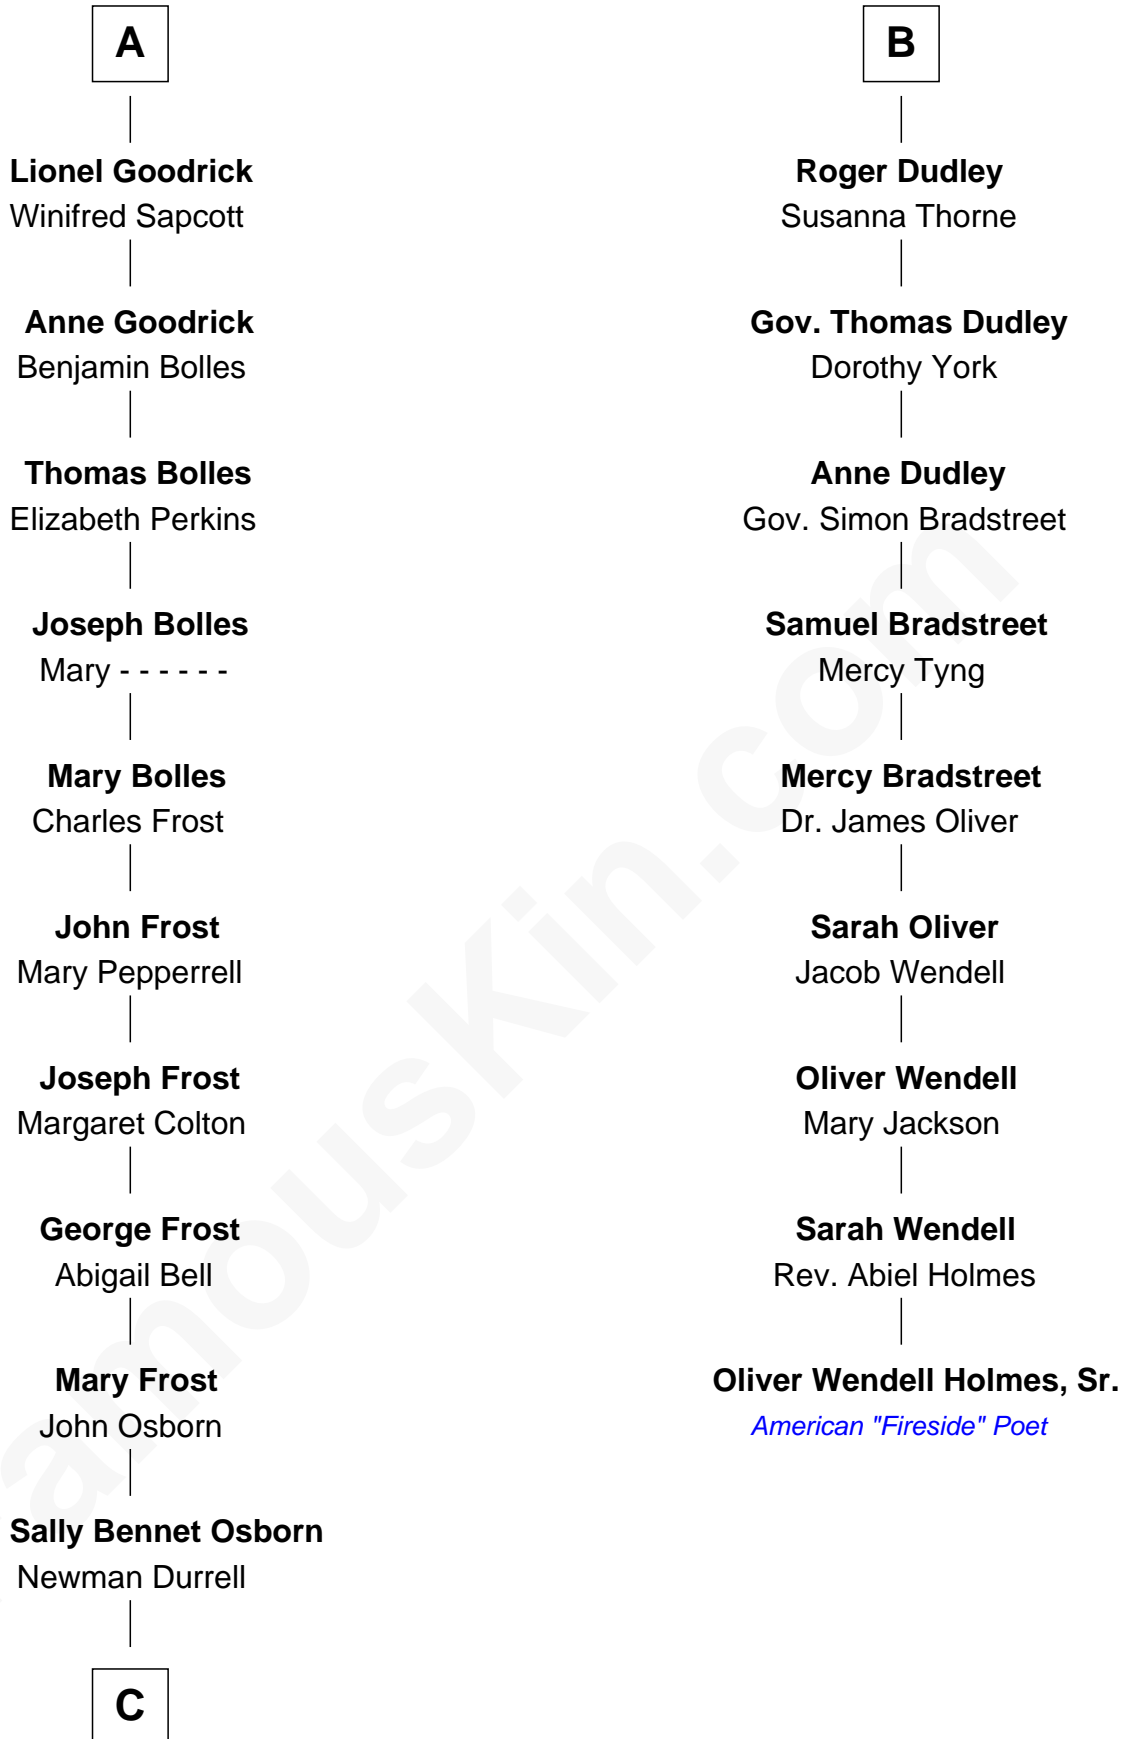 A
Lionel Goodrick
Winifred Sapcott
Anne Goodrick
Benjamin Bolles
Thomas Bolles
Elizabeth Perkins
Joseph Bolles
Mary - - - - - -
Mary Bolles
Charles Frost
John Frost
Mary Pepperrell
Joseph Frost
Margaret Colton
George Frost
Abigail Bell
Mary Frost
John Osborn
Sally Bennet Osborn
Newman Durrell
C
B
Roger Dudley
Susanna Thorne
Gov. Thomas Dudley
Dorothy York
Anne Dudley
Gov. Simon Bradstreet
Samuel Bradstreet
Mercy Tyng
Mercy Bradstreet
Dr. James Oliver
Sarah Oliver
Jacob Wendell
Oliver Wendell
Mary Jackson
Sarah Wendell
Rev. Abiel Holmes
Oliver Wendell Holmes, Sr.
American "Fireside" Poet
amousKin.com